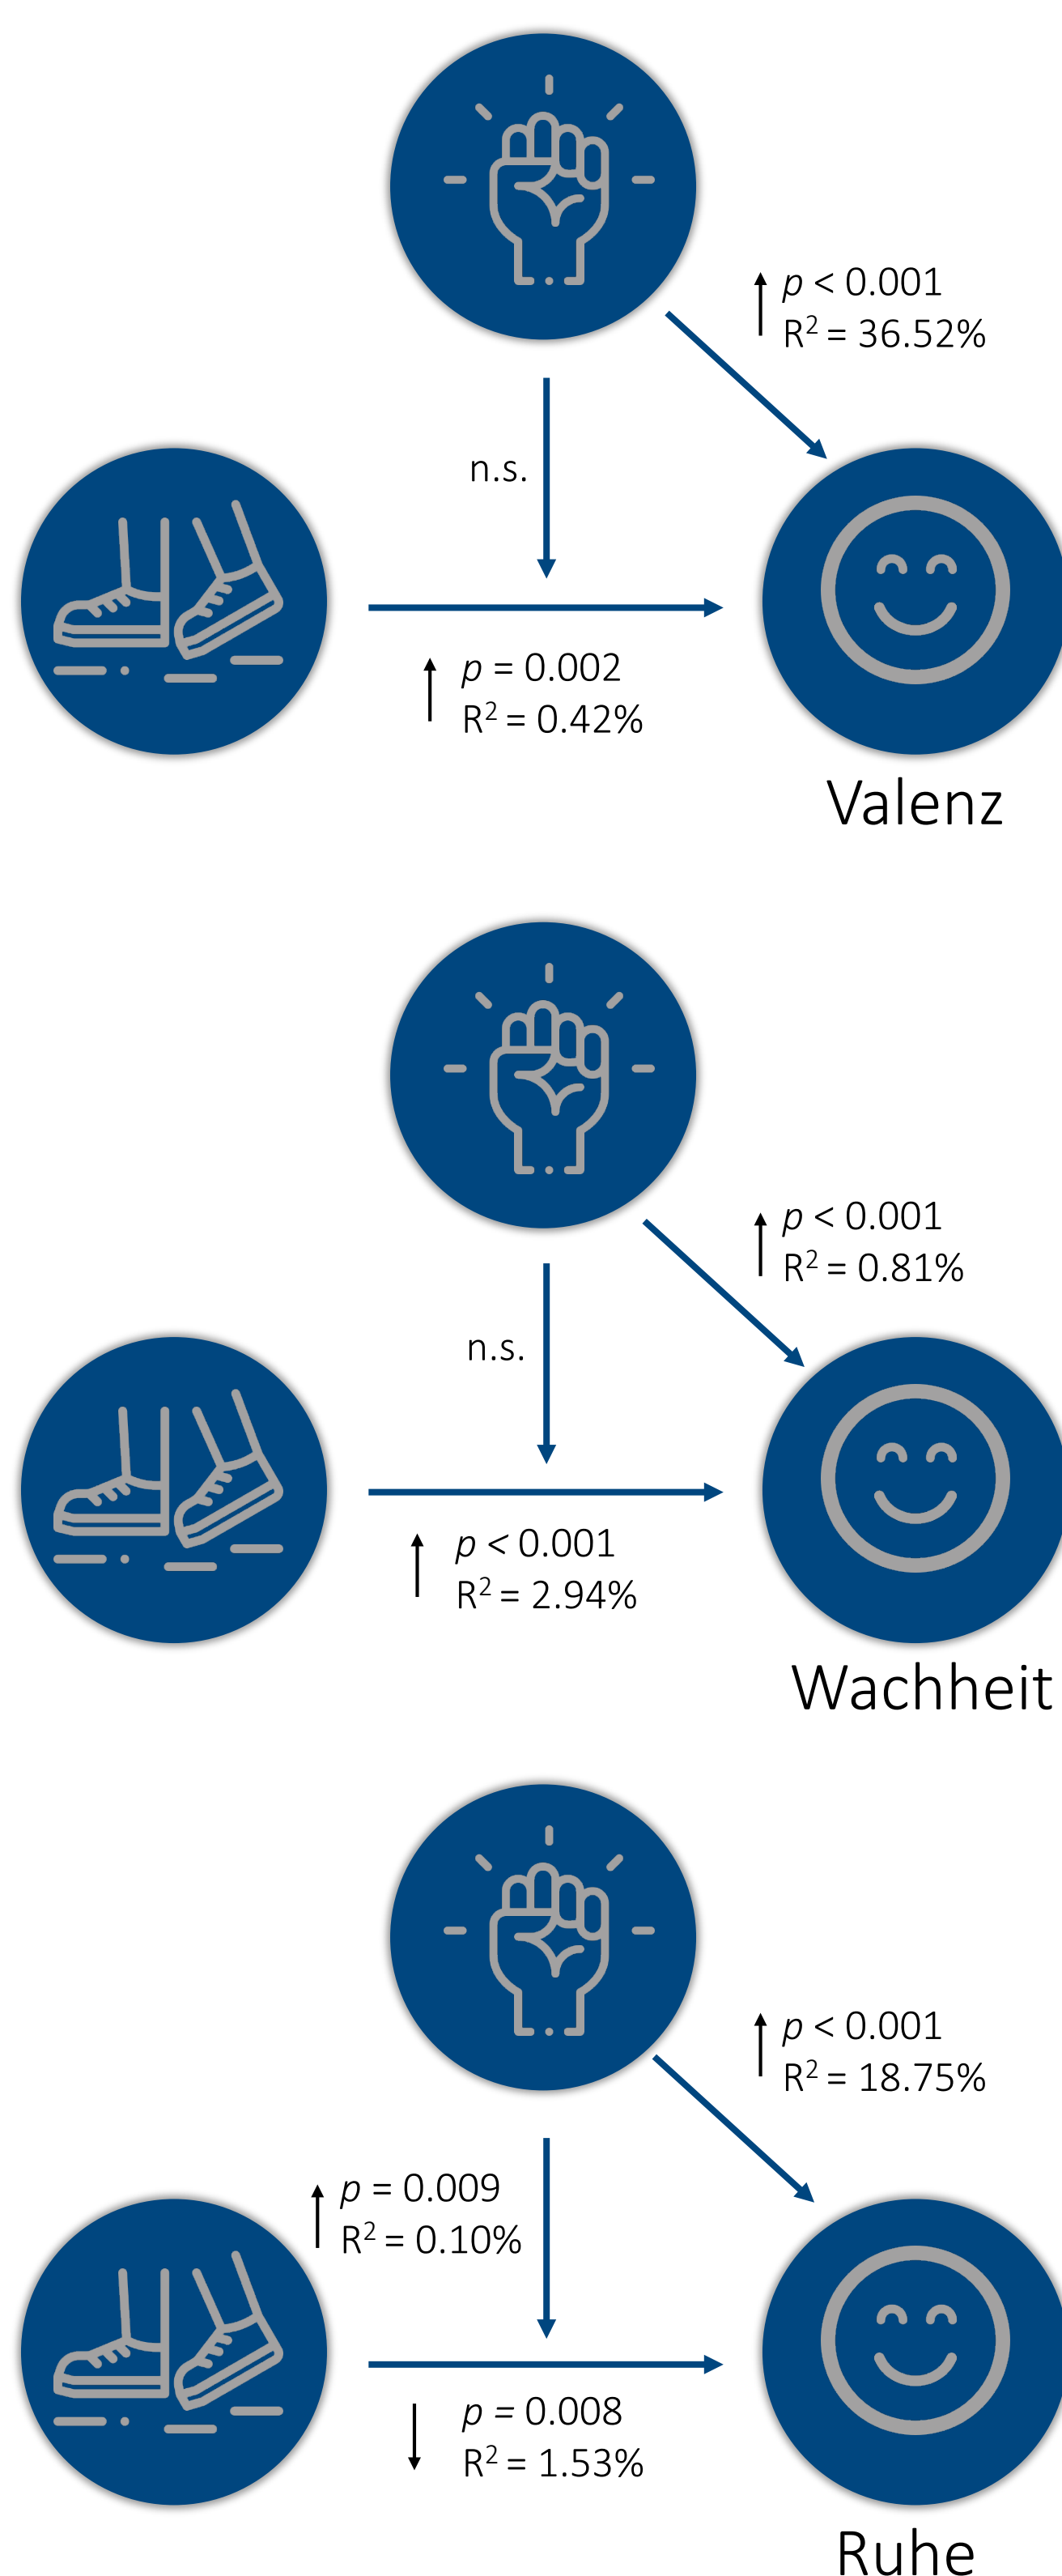 p < 0.001
R² = 36.52%
n.s.
p = 0.002
R² = 0.42%
Valenz
p < 0.001
R² = 0.81%
n.s.
p < 0.001
R² = 2.94%
Wachheit
p < 0.001
R² = 18.75%
p = 0.009
R² = 0.10%
p = 0.008
R² = 1.53%
Ruhe